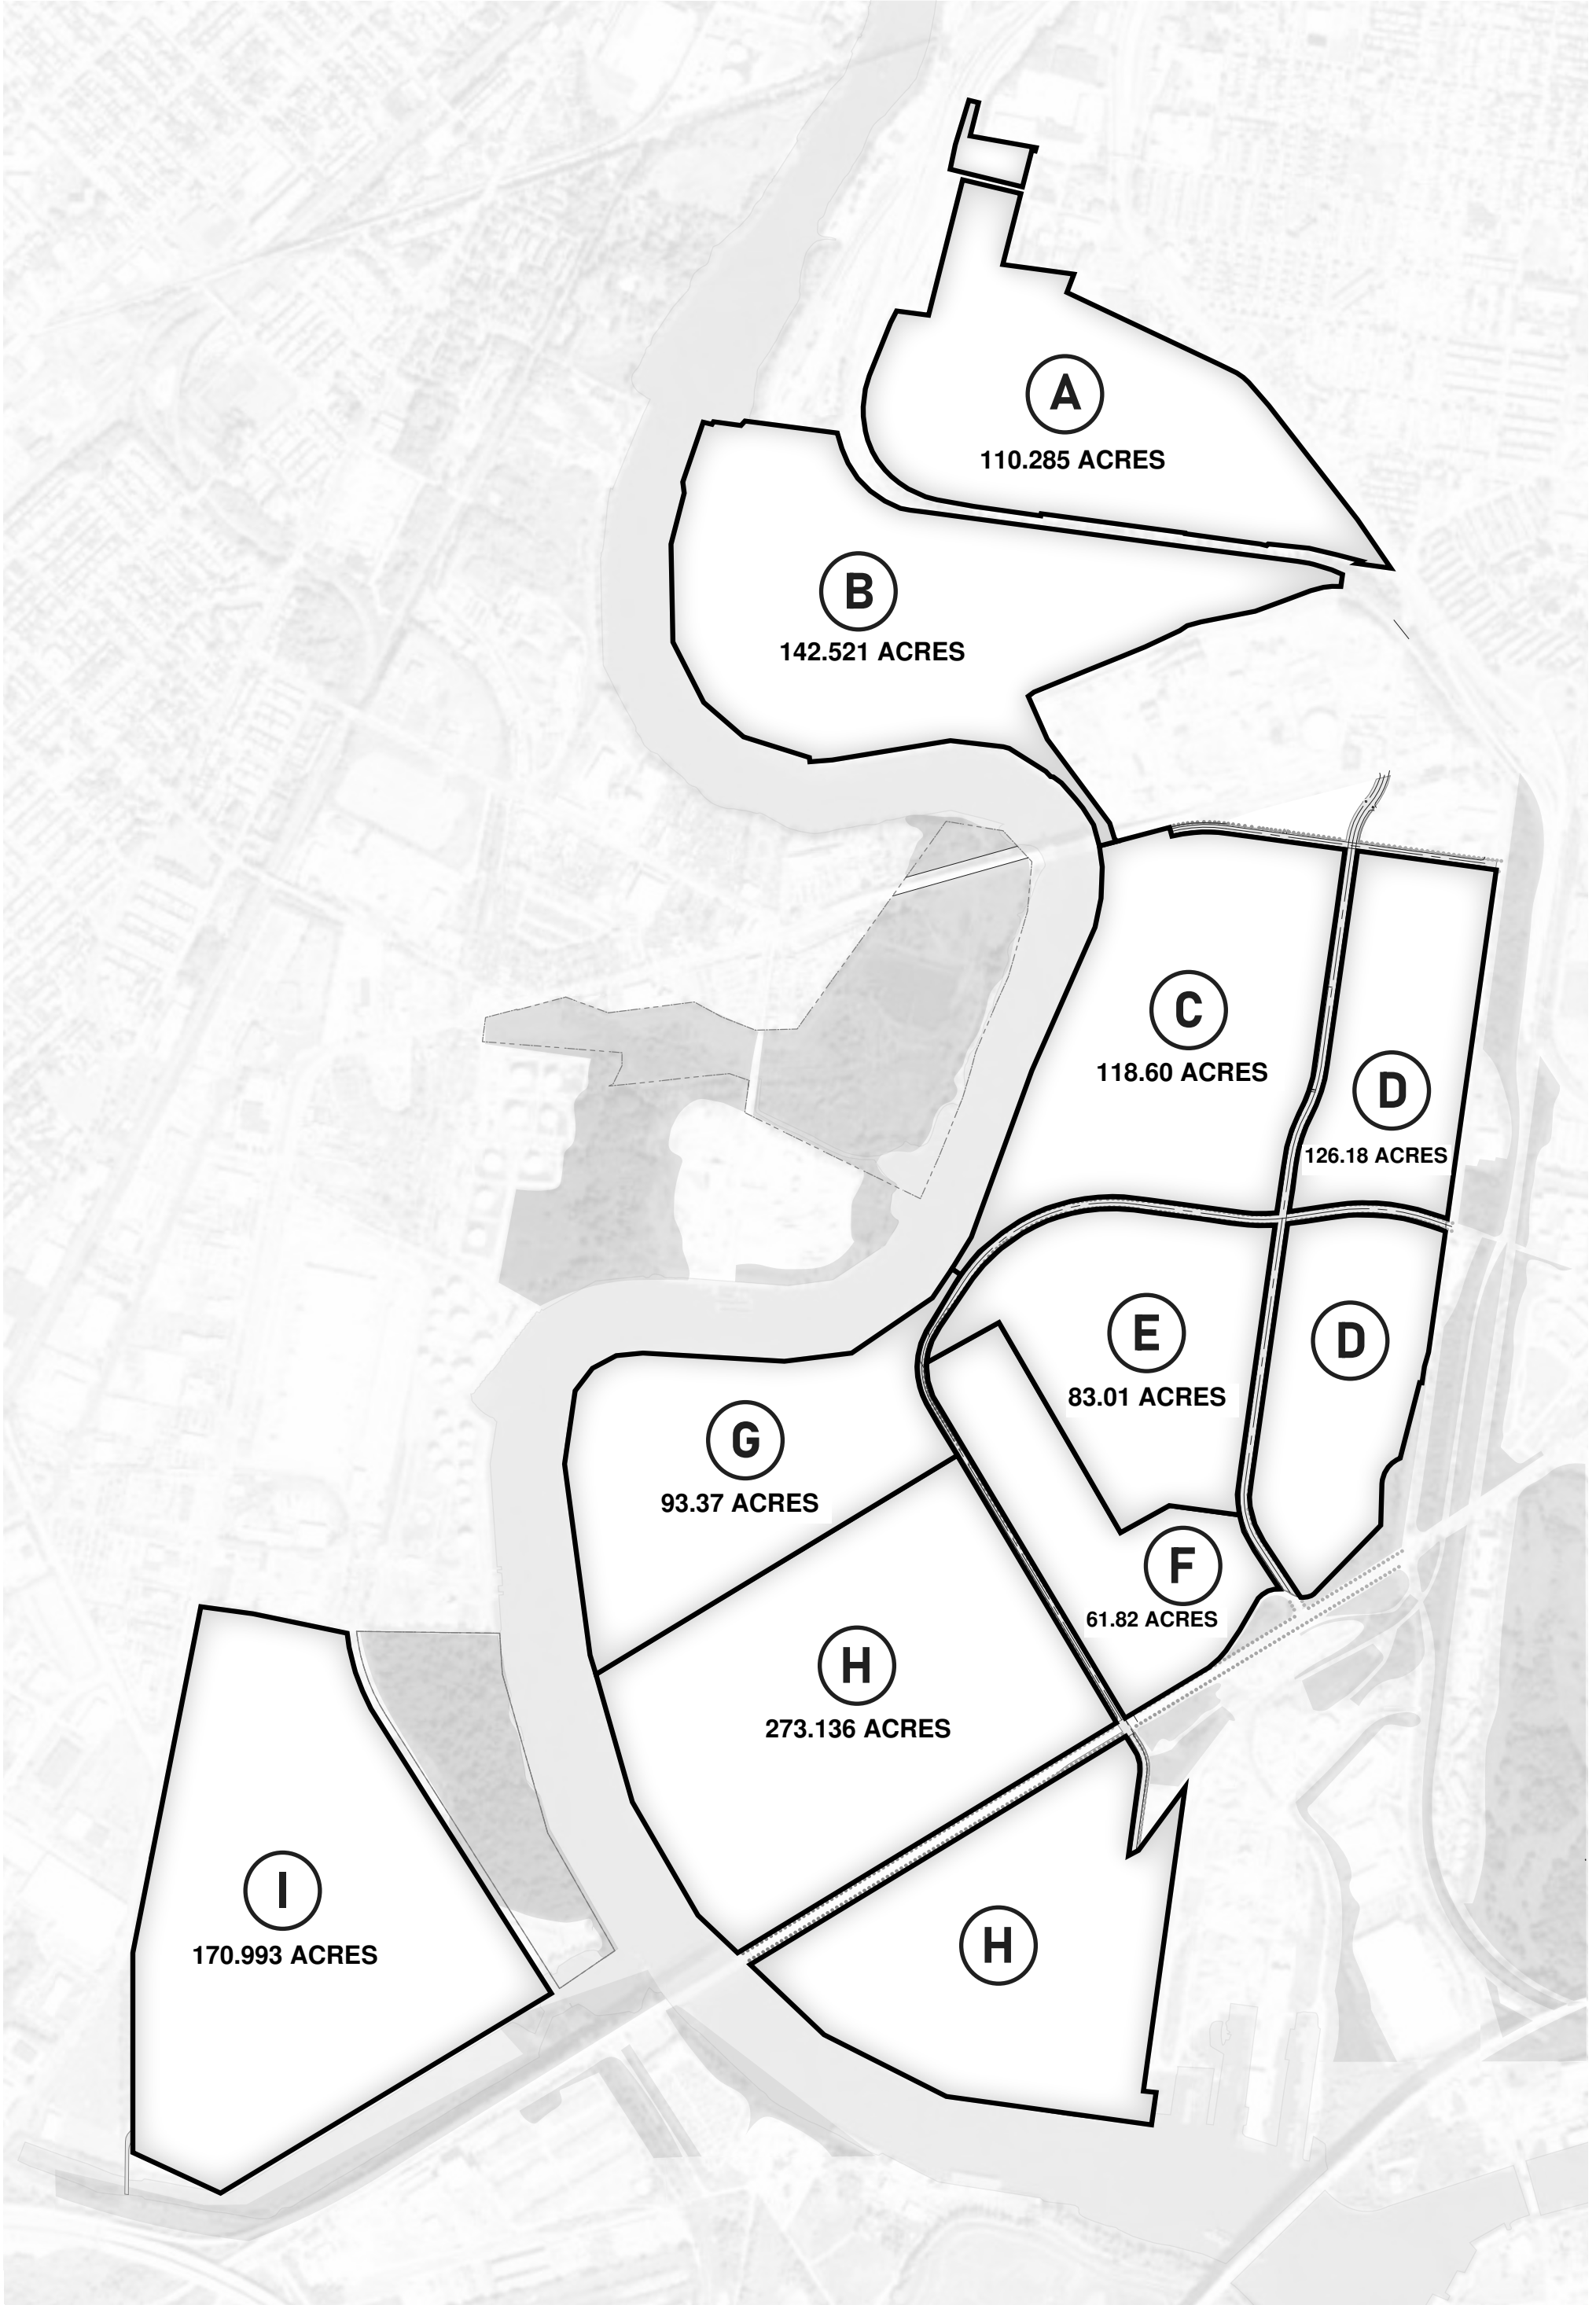 A
110.285 ACRES
B
142.521 ACRES
C
118.60 ACRES
D
126.18 ACRES
E
83.01 ACRES
D
G
93.37 ACRES
F
61.82 ACRES
H
273.136 ACRES
I
170.993 ACRES
H